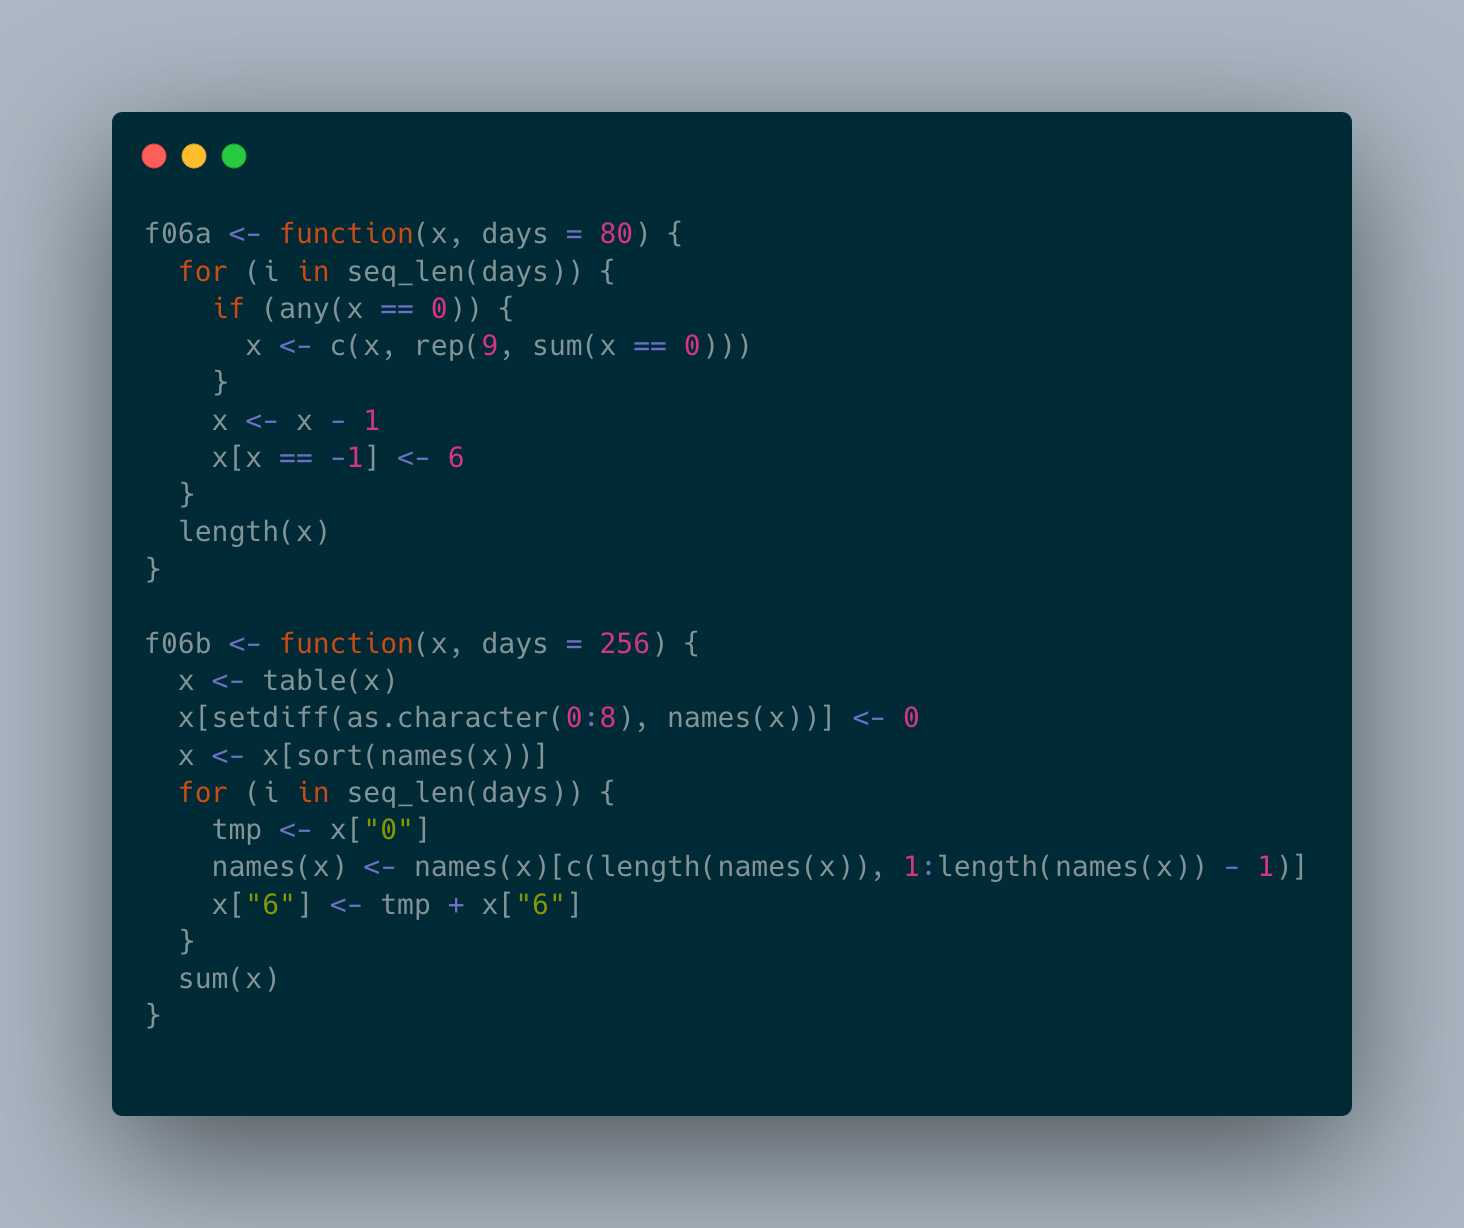 f06a <- function(x, days = 80) {
  for (i in seq_len(days)) {
    if (any(x == 0)) {
      x <- c(x, rep(9, sum(x == 0)))
    }
    x <- x - 1
    x[x == -1] <- 6
  }
  length(x)
}

f06b <- function(x, days = 256) {
  x <- table(x)
  x[setdiff(as.character(0:8), names(x))] <- 0
  x <- x[sort(names(x))]
  for (i in seq_len(days)) {
    tmp <- x["0"]
    names(x) <- names(x)[c(length(names(x)), 1:length(names(x)) - 1)]
    x["6"] <- tmp + x["6"]
  }
  sum(x)
}